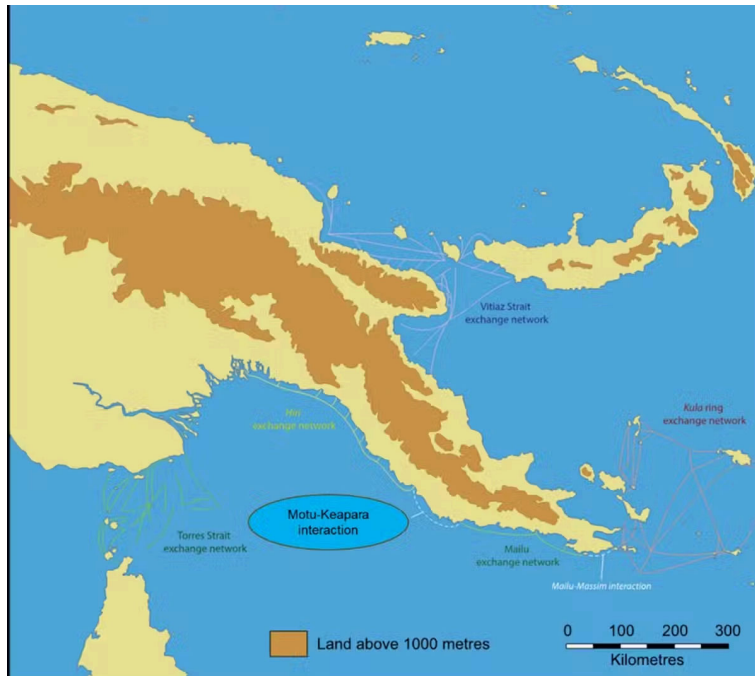 Vitiaz Strait
exchange network
Kula ring
exchange network
Hiri
exchange network
Motu-Keapara
interaction
Torres Strait
exchange network
Mailu
exchange network
Mailu-Massim interaction
Land above 1000 metres
0 100 200 300
Kilometres